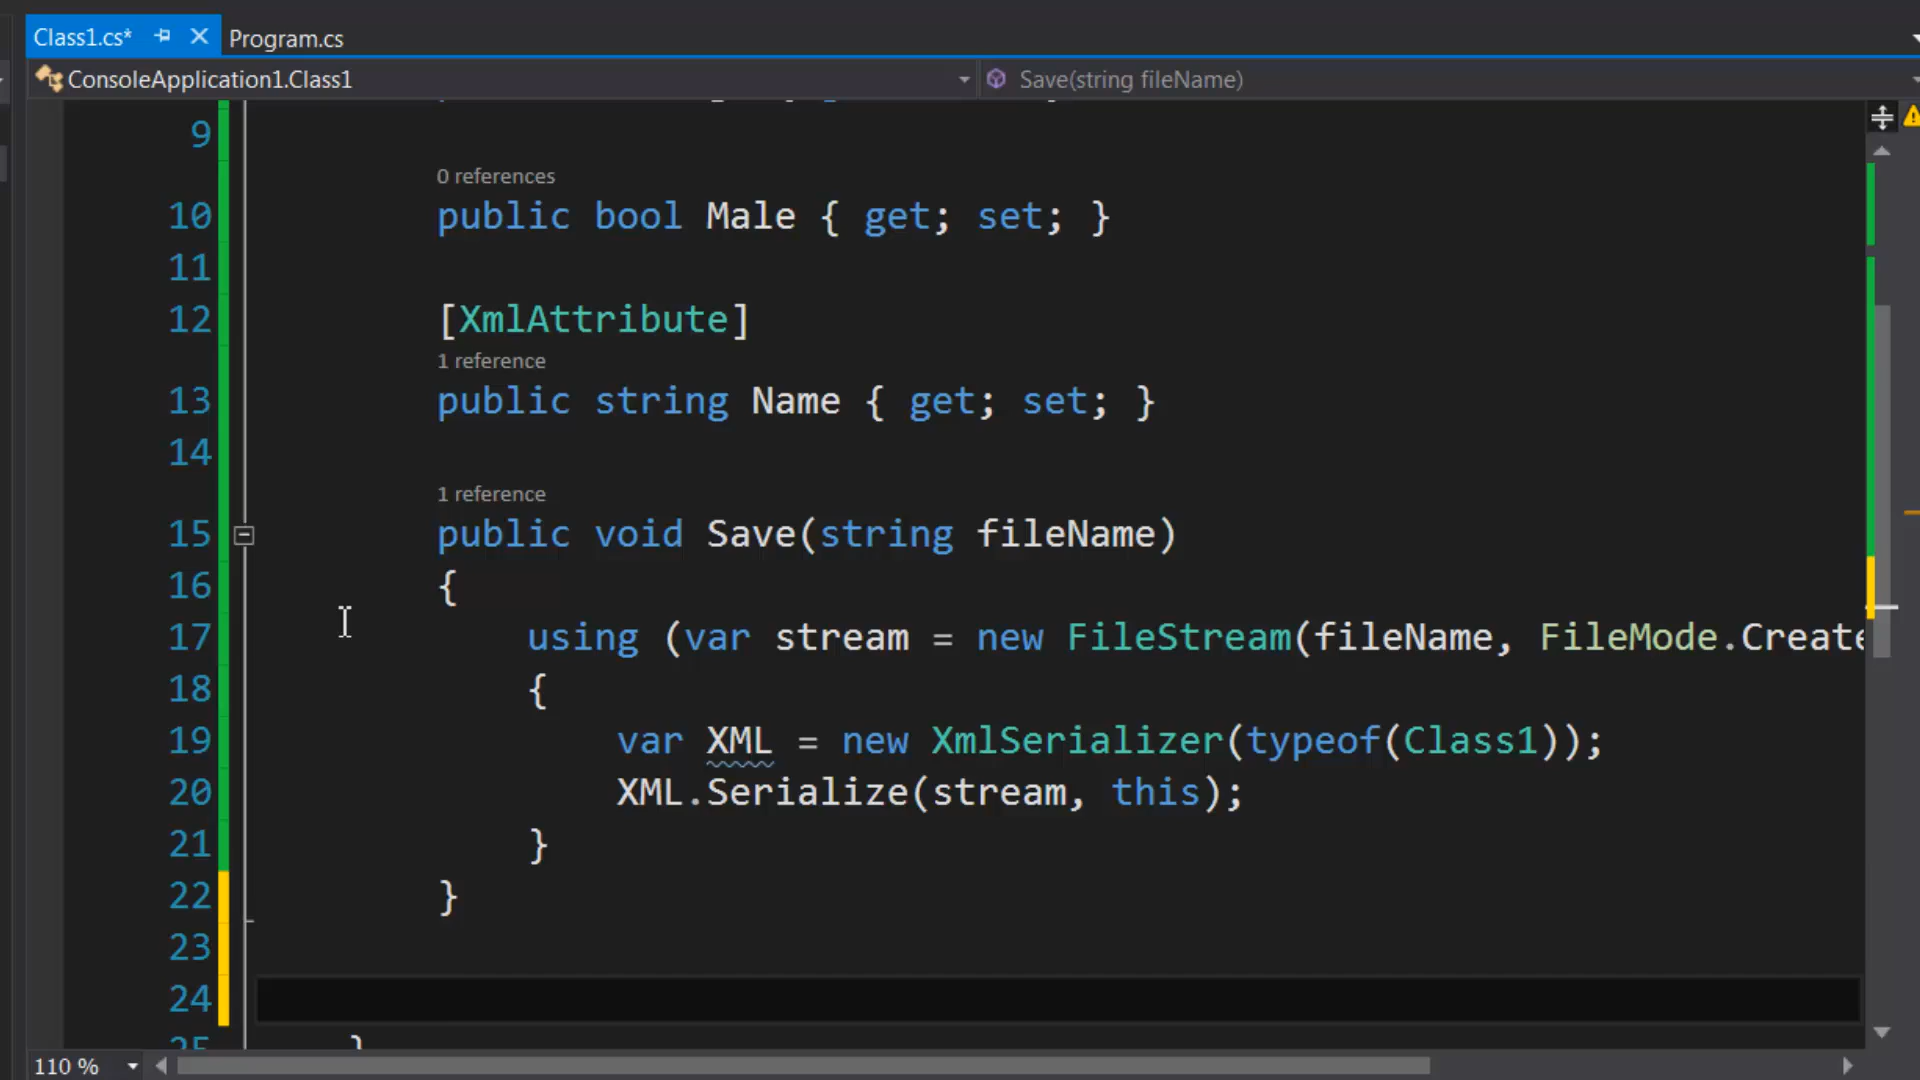 Class1.cs* Program.cs
ConsoleApplication1.Class1 Save(string fileName)
9
0 references
10 public bool Male { get; set; }
11
12 [XmlAttribute]
1 reference
13 public string Name { get; set; }
14
1 reference
15 public void Save(string fileName)
16 {
17 using (var stream = new FileStream(fileName, FileMode.Create
18 {
19 var XML = new XmlSerializer(typeof(Class1));
20 XML.Serialize(stream, this);
21 }
22 }
23
24
25 }
110 %